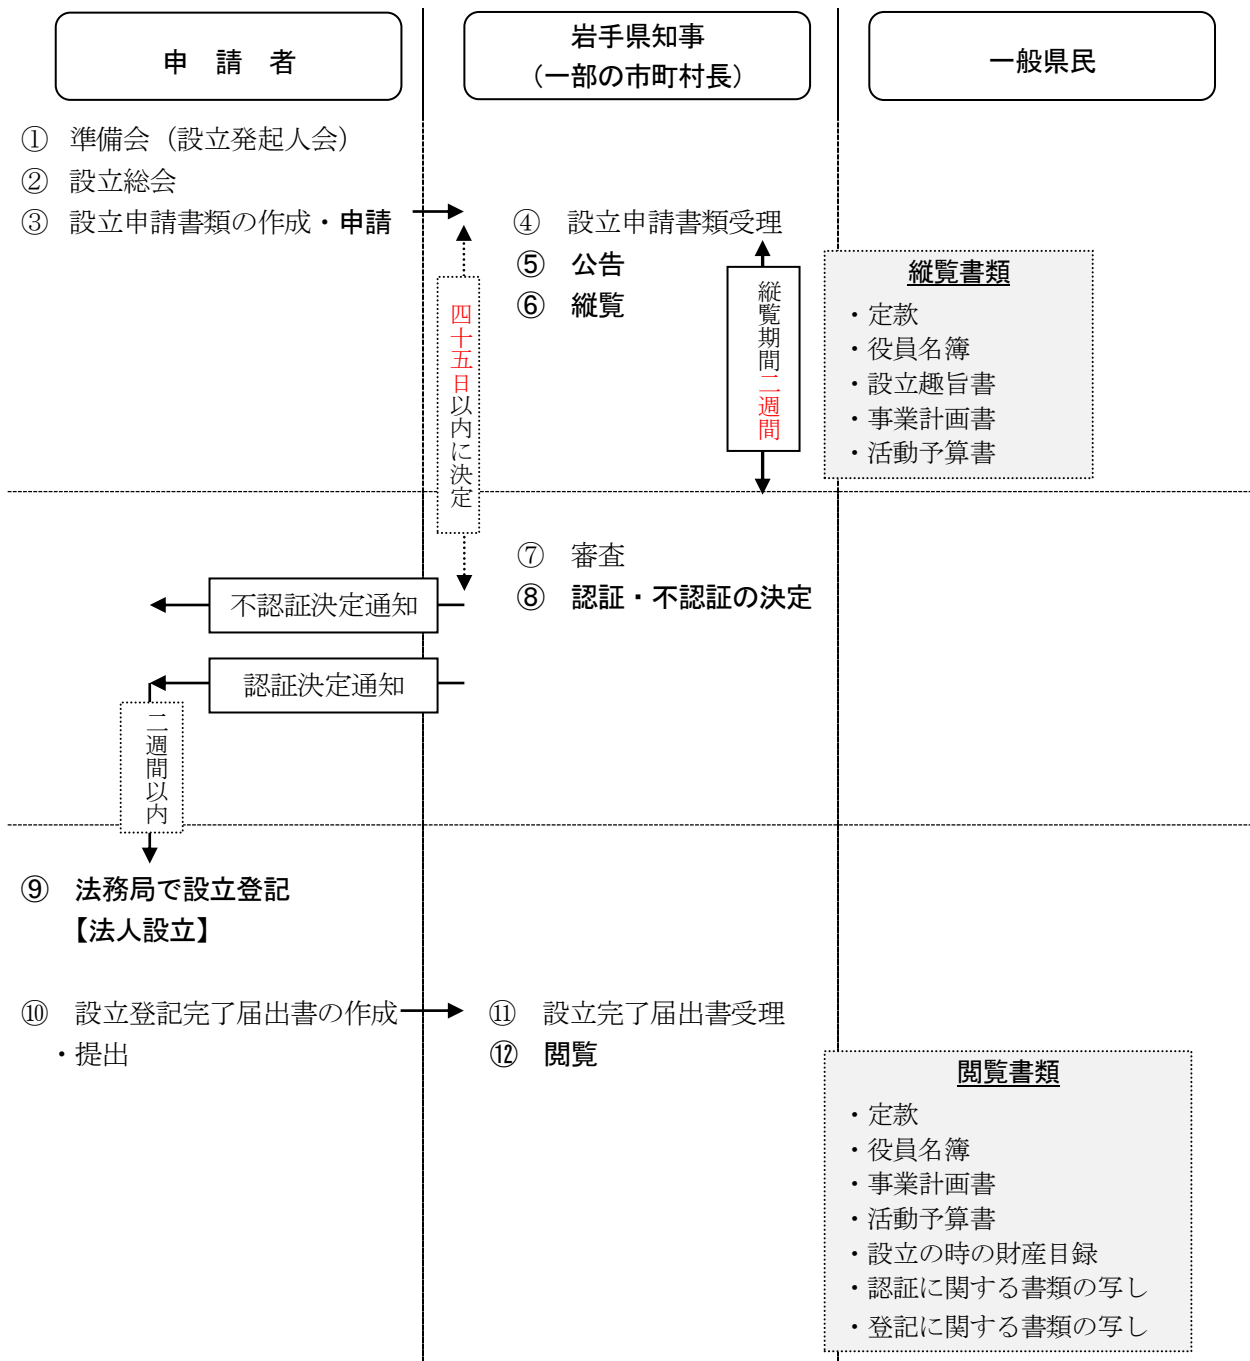 申　請　者
岩手県知事
（一部の市町村長）
一般県民
①　準備会（設立発起人会）
②　設立総会
③　設立申請書類の作成・申請
④　設立申請書類受理
⑤　公告
⑥　縦覧
四十五日以内に決定
縦覧期間二週間
縦覧書類
・定款
・役員名簿
・設立趣旨書
・事業計画書
・活動予算書
⑦　審査
⑧　認証・不認証の決定
不認証決定通知
認証決定通知
二週間以内
⑨　法務局で設立登記
【法人設立】
⑩　設立登記完了届出書の作成
・提出
⑪　設立完了届出書受理
⑫　閲覧
閲覧書類
・定款
・役員名簿
・事業計画書
・活動予算書
・設立の時の財産目録
・認証に関する書類の写し
・登記に関する書類の写し